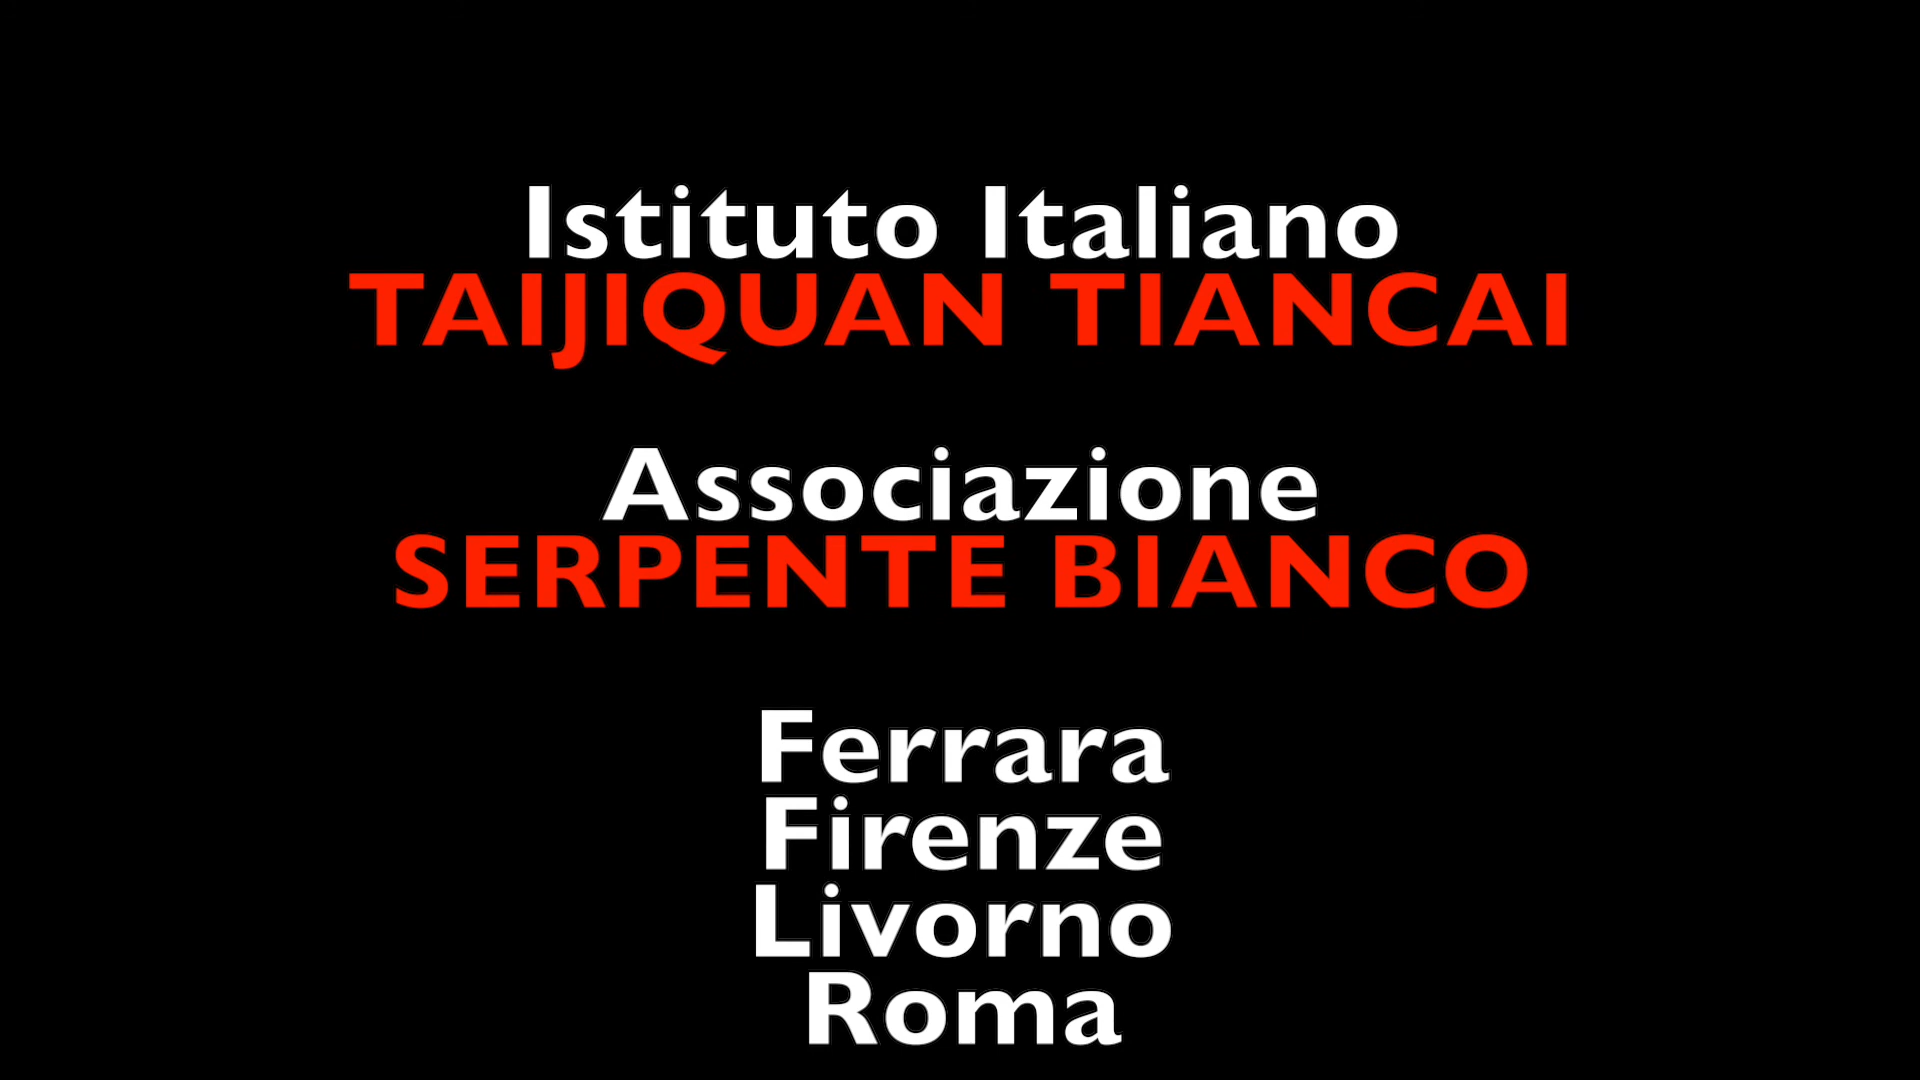 Istituto Italiano
TAIJIQUAN TIANCAI
Associazione
SERPENTE BIANCO
Ferrara
Firenze
Livorno
Roma